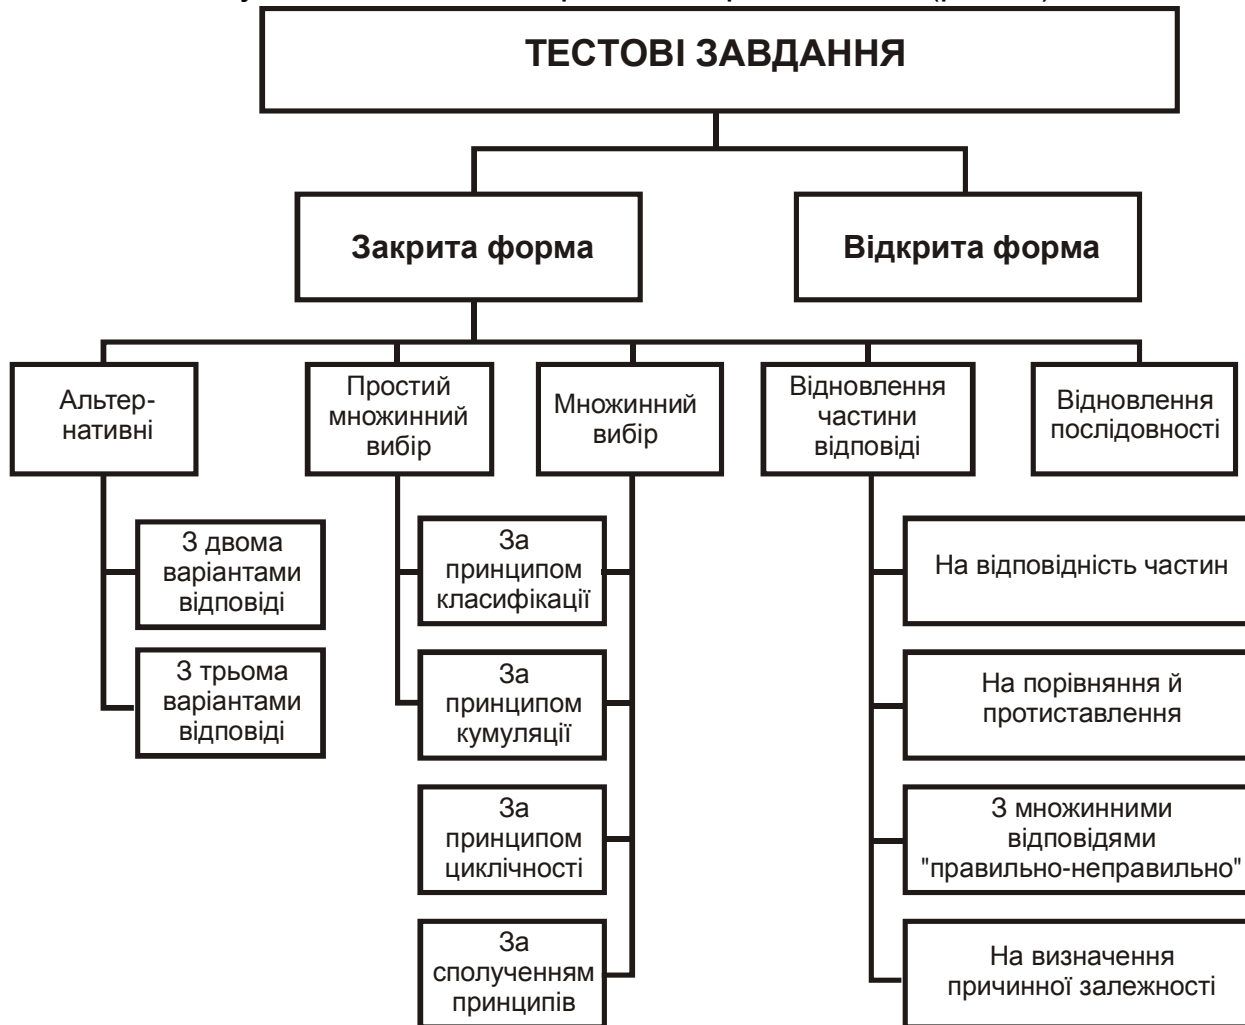 ТЕСТОВІ ЗАВДАННЯ
Закрита форма
Відкрита форма
Альтер-
нативні
Простий
множинний
вибір
Множинний
вибір
Відновлення
частини
відповіді
Відновлення
послідовності
З двома
варіантами
відповіді
З трьома
варіантами
відповіді
За
принципом
класифікації
За
принципом
кумуляції
За
принципом
циклічності
За
сполученням
принципів
На відповідність частин
На порівняння й
протиставлення
З множинними
відповідями
"правильно-неправильно"
На визначення
причинної залежності